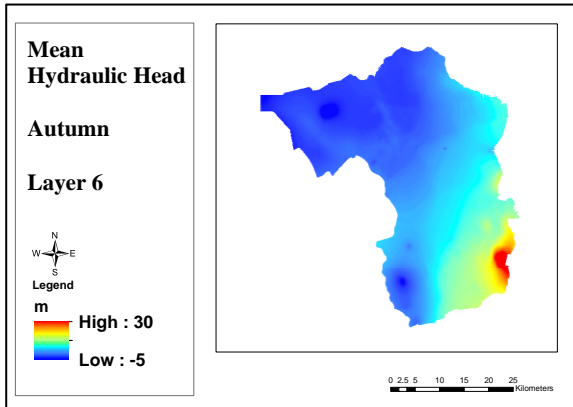 Mean
Hydraulic Head
Autumn
Layer 6
N
W E
S
Legend
m
High : 30
Low : -5
0 2.5 5 10 15 20 25
Kilometers